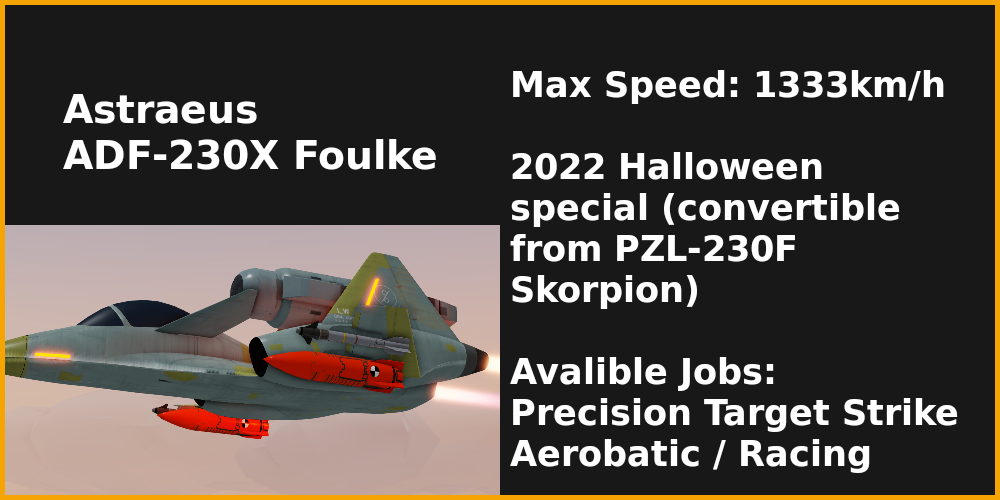 Astraeus
ADF-230X Foulke
Max Speed: 1333km/h
2022 Halloween
special (convertible
from PZL-230F
Skorpion)
Avalible Jobs:
Precision Target Strike
Aerobatic / Racing